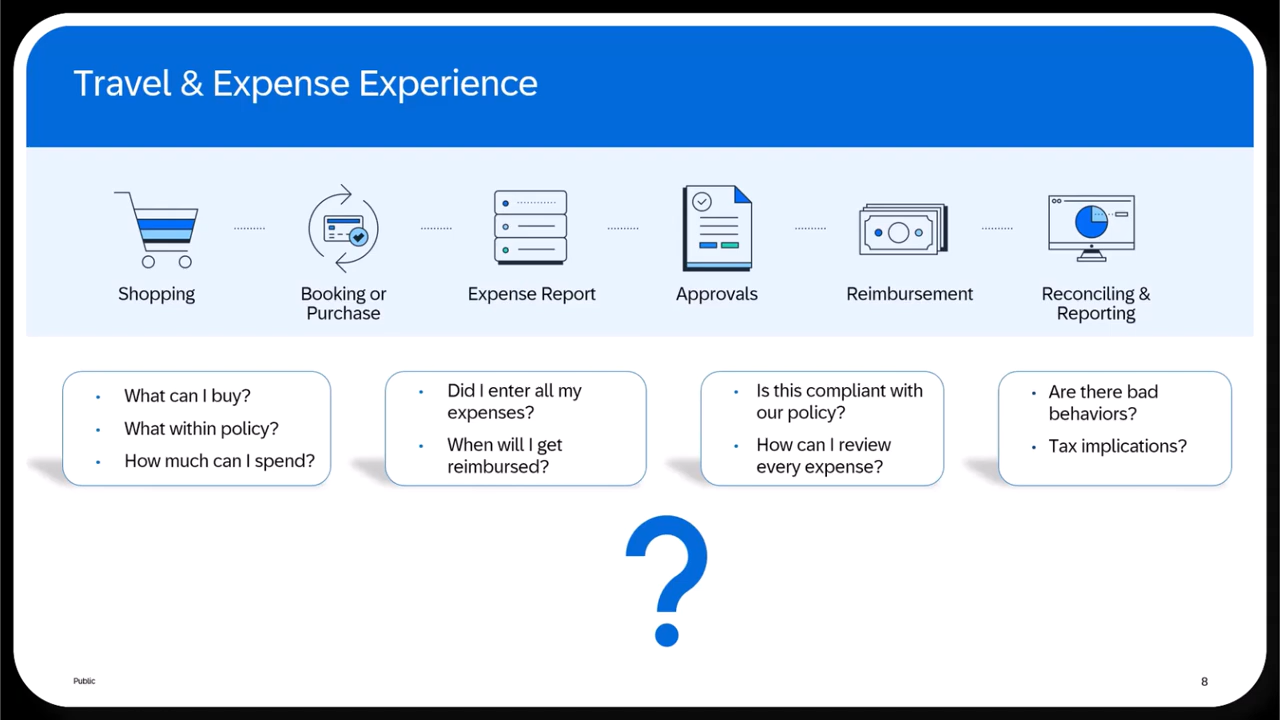 Travel & Expense Experience
Shopping
Booking or
Purchase
Expense Report
Approvals
Reimbursement
Reconciling &
Reporting
• What can I buy?
• What within policy?
• How much can I spend?
• Did I enter all my
expenses?
• When will I get
reimbursed?
• Is this compliant with
our policy?
• How can I review
every expense?
• Are there bad
behaviors?
• Tax implications?
?
Public
8